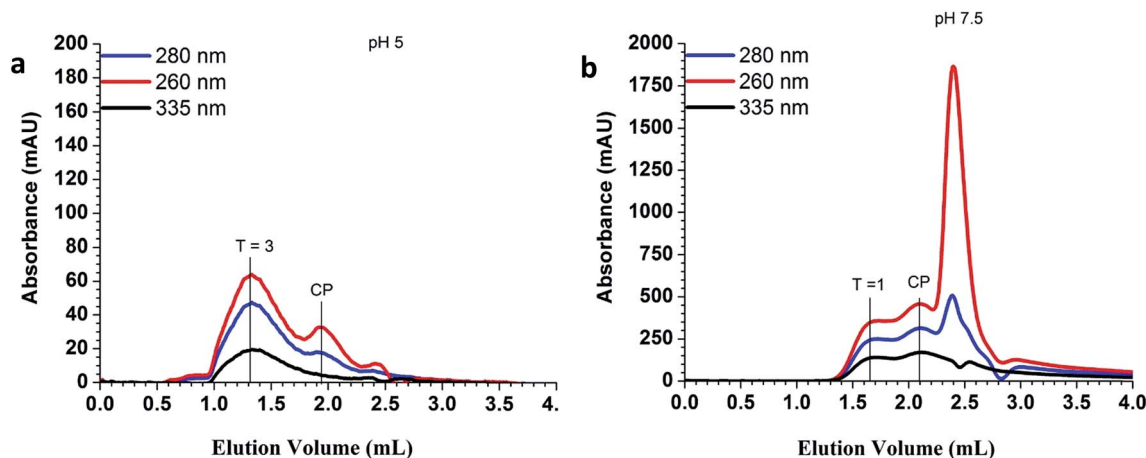 a
pH 5
200
180
160
140
120
100
80
60
40
20
0
Absorbance (mAU)
280 nm
260 nm
335 nm
T = 3
CP
0.0 0.5 1.0 1.5 2.0 2.5 3.0 3.5 4.
Elution Volume (mL)
b
pH 7.5
2000
1750
1500
1250
1000
750
500
250
0
Absorbance (mAU)
280 nm
260 nm
335 nm
T =1
CP
0.0 0.5 1.0 1.5 2.0 2.5 3.0 3.5 4.0
Elution Volume (mL)